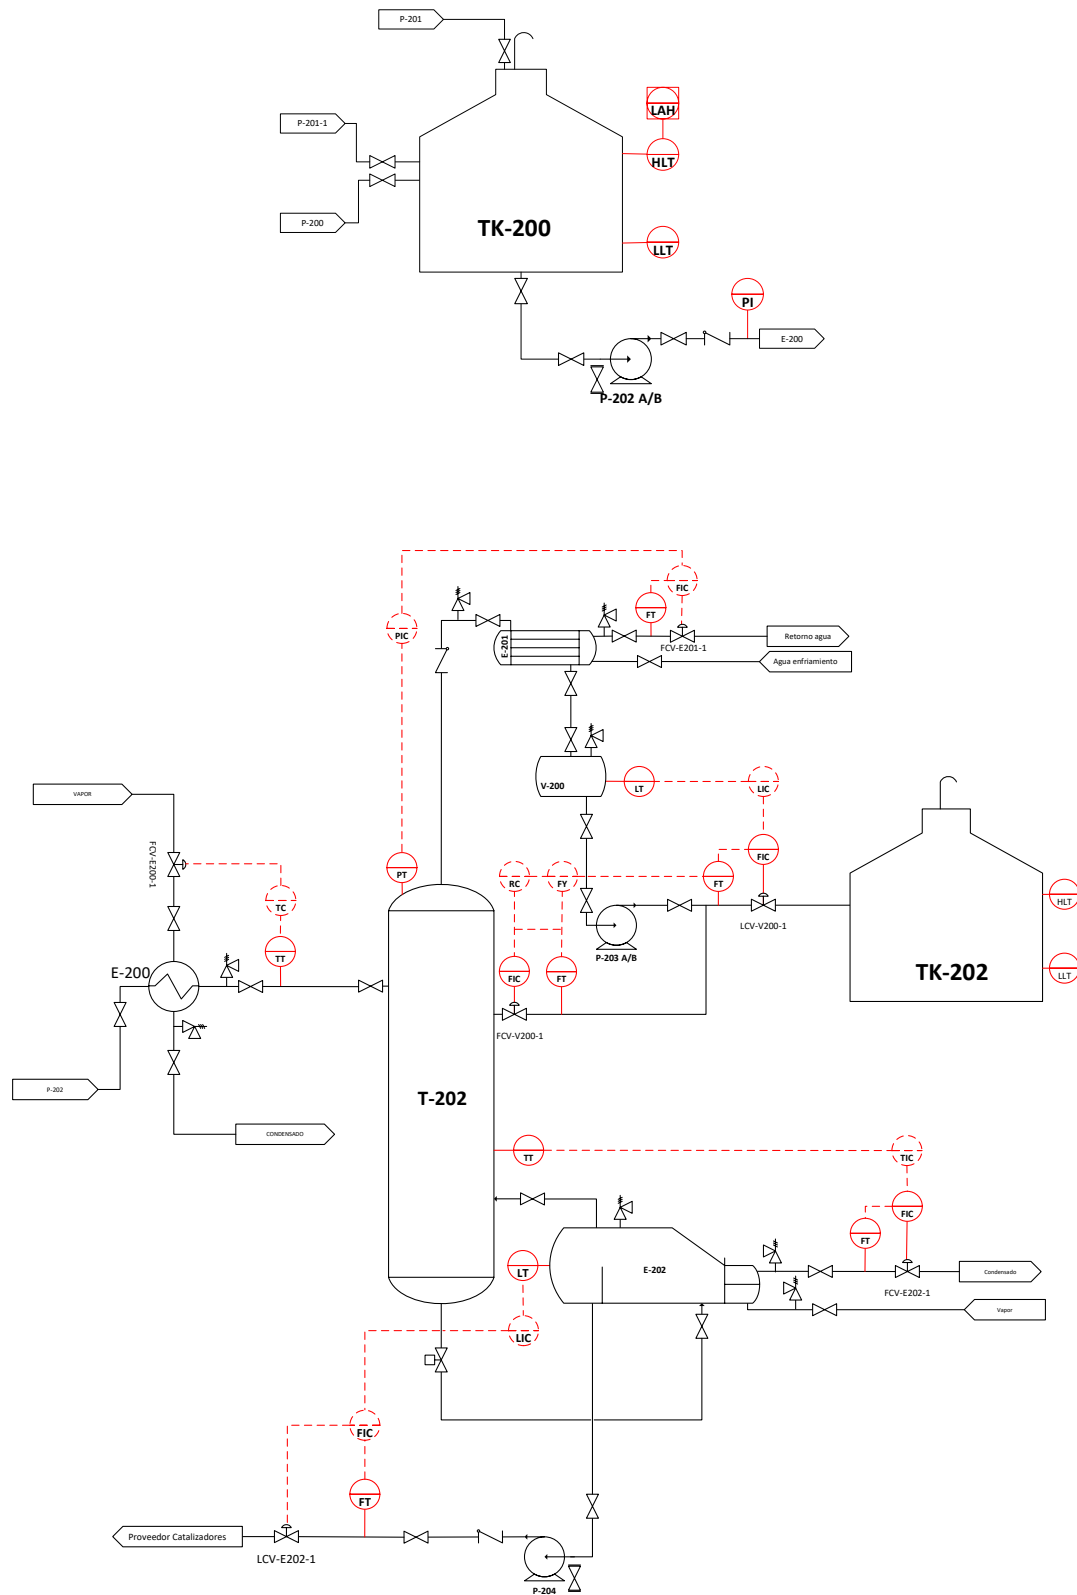 P-201
LAH
P-201-1
HLT
P-200
TK-200
LLT
PI
E-200
P-202 A/B
FIC
FT
PIC
E-201
Retorno agua
FCV-E201-1
Agua enfriamiento
V-200
LT
LIC
VAPOR
FCV-E200-1
FIC
PT
RC
FY
FT
TC
HLT
LCV-V200-1
TT
P-203 A/B
E-200
FIC
FT
TK-202
LLT
FCV-V200-1
P-202
T-202
CONDENSADO
TT
TIC
FIC
FT
LT
E-202
Condensado
FCV-E202-1
Vapor
LIC
FIC
FT
Proveedor Catalizadores
LCV-E202-1
P-204